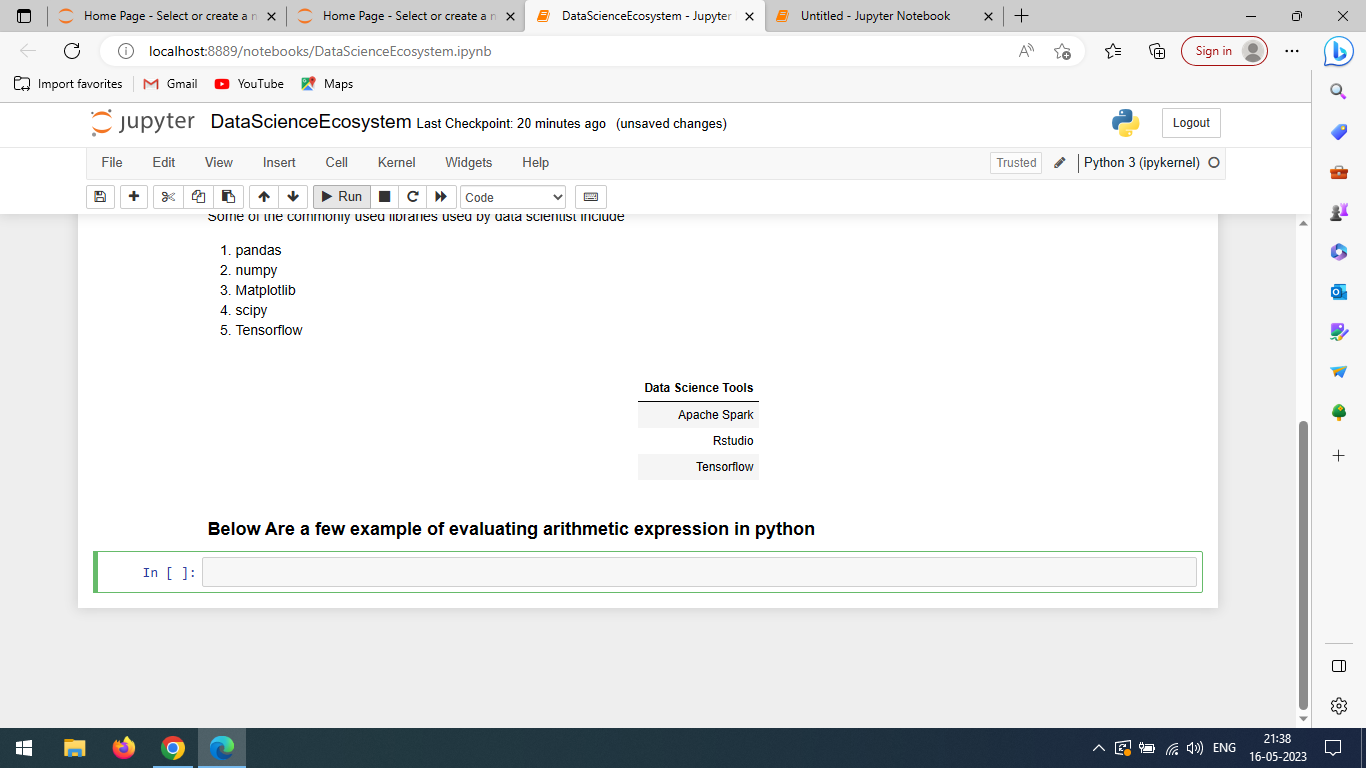 Home Page - Select or create a n
Home Page - Select or create a n
DataScienceEcosystem - Jupyter
Untitled - Jupyter Notebook
localhost:8889/notebooks/DataScienceEcosystem.ipynb
Sign in
Import favorites
Gmail
YouTube
Maps
jupyter DataScienceEcosystem Last Checkpoint: 20 minutes ago (unsaved changes)
Logout
File Edit View Insert Cell Kernel Widgets Help
Trusted
Python 3 (ipykernel)
Run
Code
Some of the commonly used libraries used by data scientist include
1. pandas
2. numpy
3. Matplotlib
4. scipy
5. Tensorflow
Data Science Tools
Apache Spark
Rstudio
Tensorflow
Below Are a few example of evaluating arithmetic expression in python
In [ ]:
ENG
21:38
16-05-2023